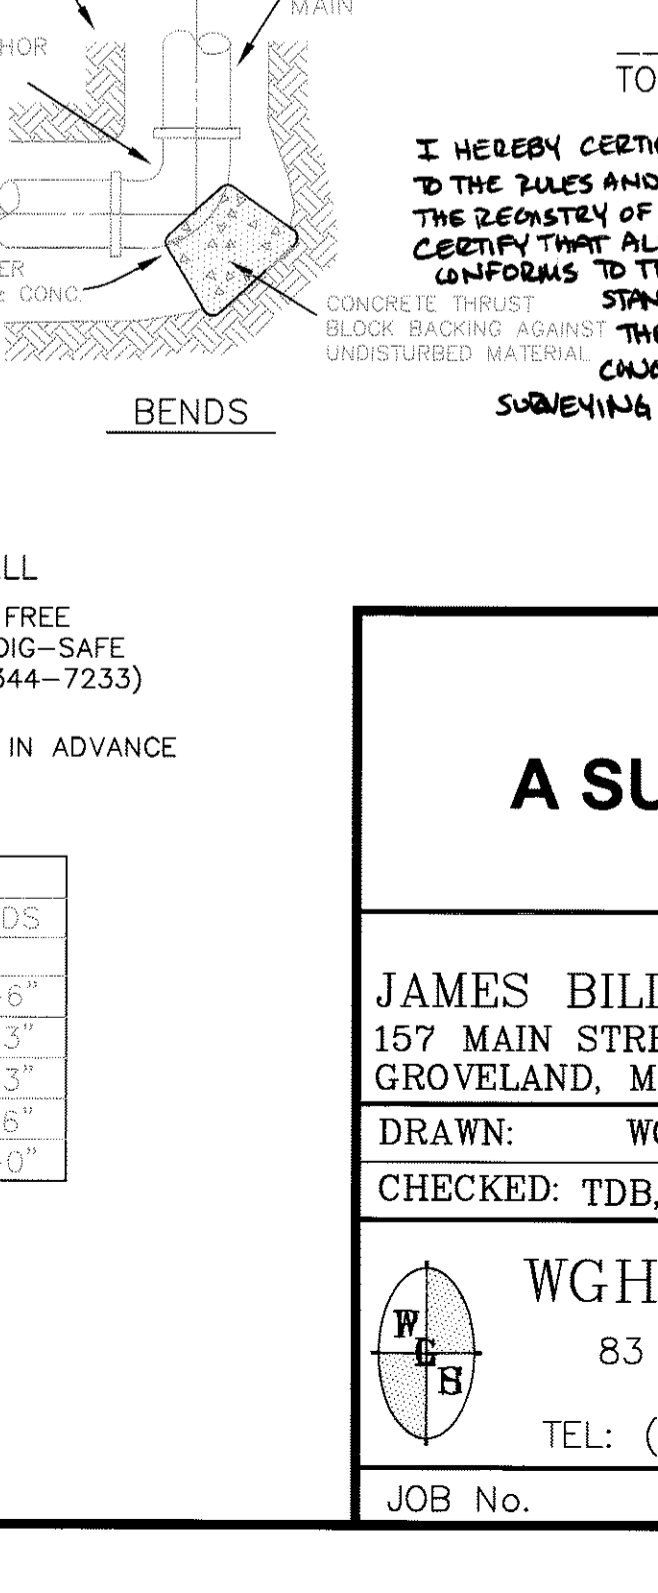 MAIN
HOR
ER
CONC.
CONCRETE THRUST
BLOCK BACKING AGAINST
UNDISTURBED MATERIAL
BENDS
TO
I HEREBY CERTI
TO THE RULES AND
THE REGISTRY OF
CERTIFY THAT AL
CONFORMS TO TH
STAN
THE
CONC
SURVEYING
LL
FREE
DIG-SAFE
344-7233)
IN ADVANCE
DS
6"
3"
3"
6"
0"
A SU
JAMES BILL
157 MAIN STRE
GROVELAND, M
DRAWN: WG
CHECKED: TDB,
W G H
WGH
83
TEL: (
JOB No.